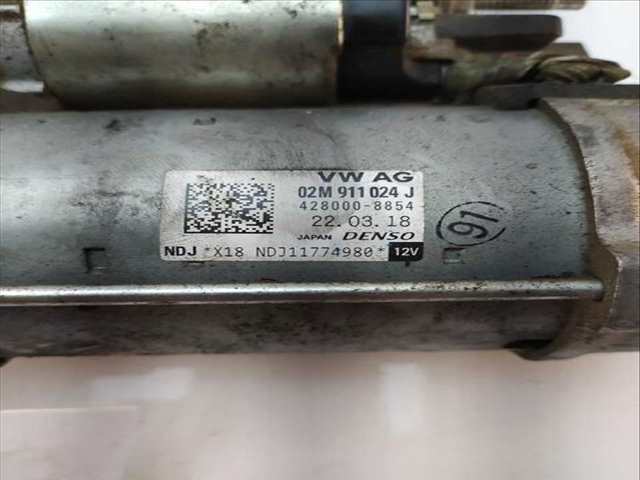 VW AG
02M 911 024 J
428000-8854
22.03.18
JAPAN DENSO
NDJ *X18 NDJ11774980* 12V
91